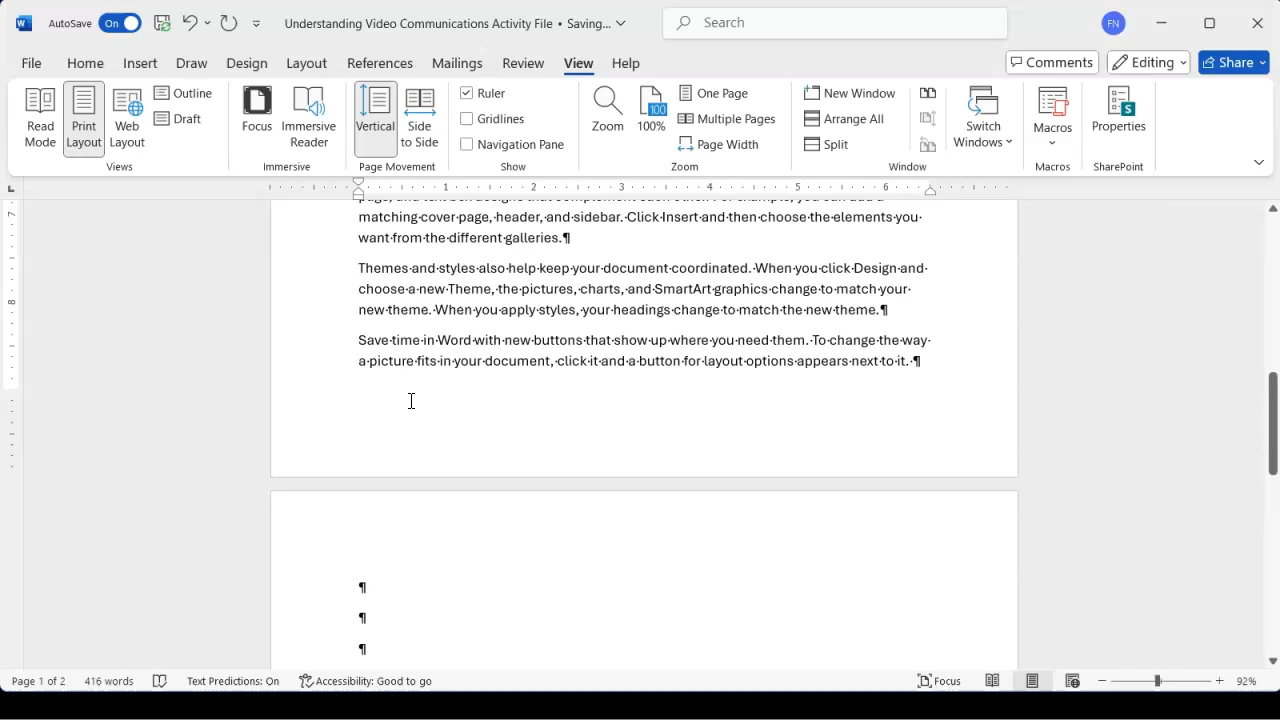 AutoSave On Understanding Video Communications Activity File • Saving... Search FN
File Home Insert Draw Design Layout References Mailings Review View Help Comments Editing Share
Read Mode Print Layout Web Layout Outline Draft Focus Immersive Reader Vertical Side to Side Ruler Gridlines Navigation Pane Zoom 100 100% One Page Multiple Pages Page Width New Window Arrange All Split Switch Windows Macros Properties
Views Immersive Page Movement Show Zoom Window Macros SharePoint
1 2 3 4 5 6
7
8
matching·cover·page,·header,·and·sidebar.·Click·Insert·and·then·choose·the·elements·you·
want·from·the·different·galleries.¶
Themes·and·styles·also·help·keep·your·document·coordinated.·When·you·click·Design·and·
choose·a·new·Theme,·the·pictures,·charts,·and·SmartArt·graphics·change·to·match·your·
new·theme.·When·you·apply·styles,·your·headings·change·to·match·the·new·theme.¶
Save·time·in·Word·with·new·buttons·that·show·up·where·you·need·them.·To·change·the·way·
a·picture·fits·in·your·document,·click·it·and·a·button·for·layout·options·appears·next·to·it.·¶
¶
¶
¶
Page 1 of 2 416 words Text Predictions: On Accessibility: Good to go Focus 92%